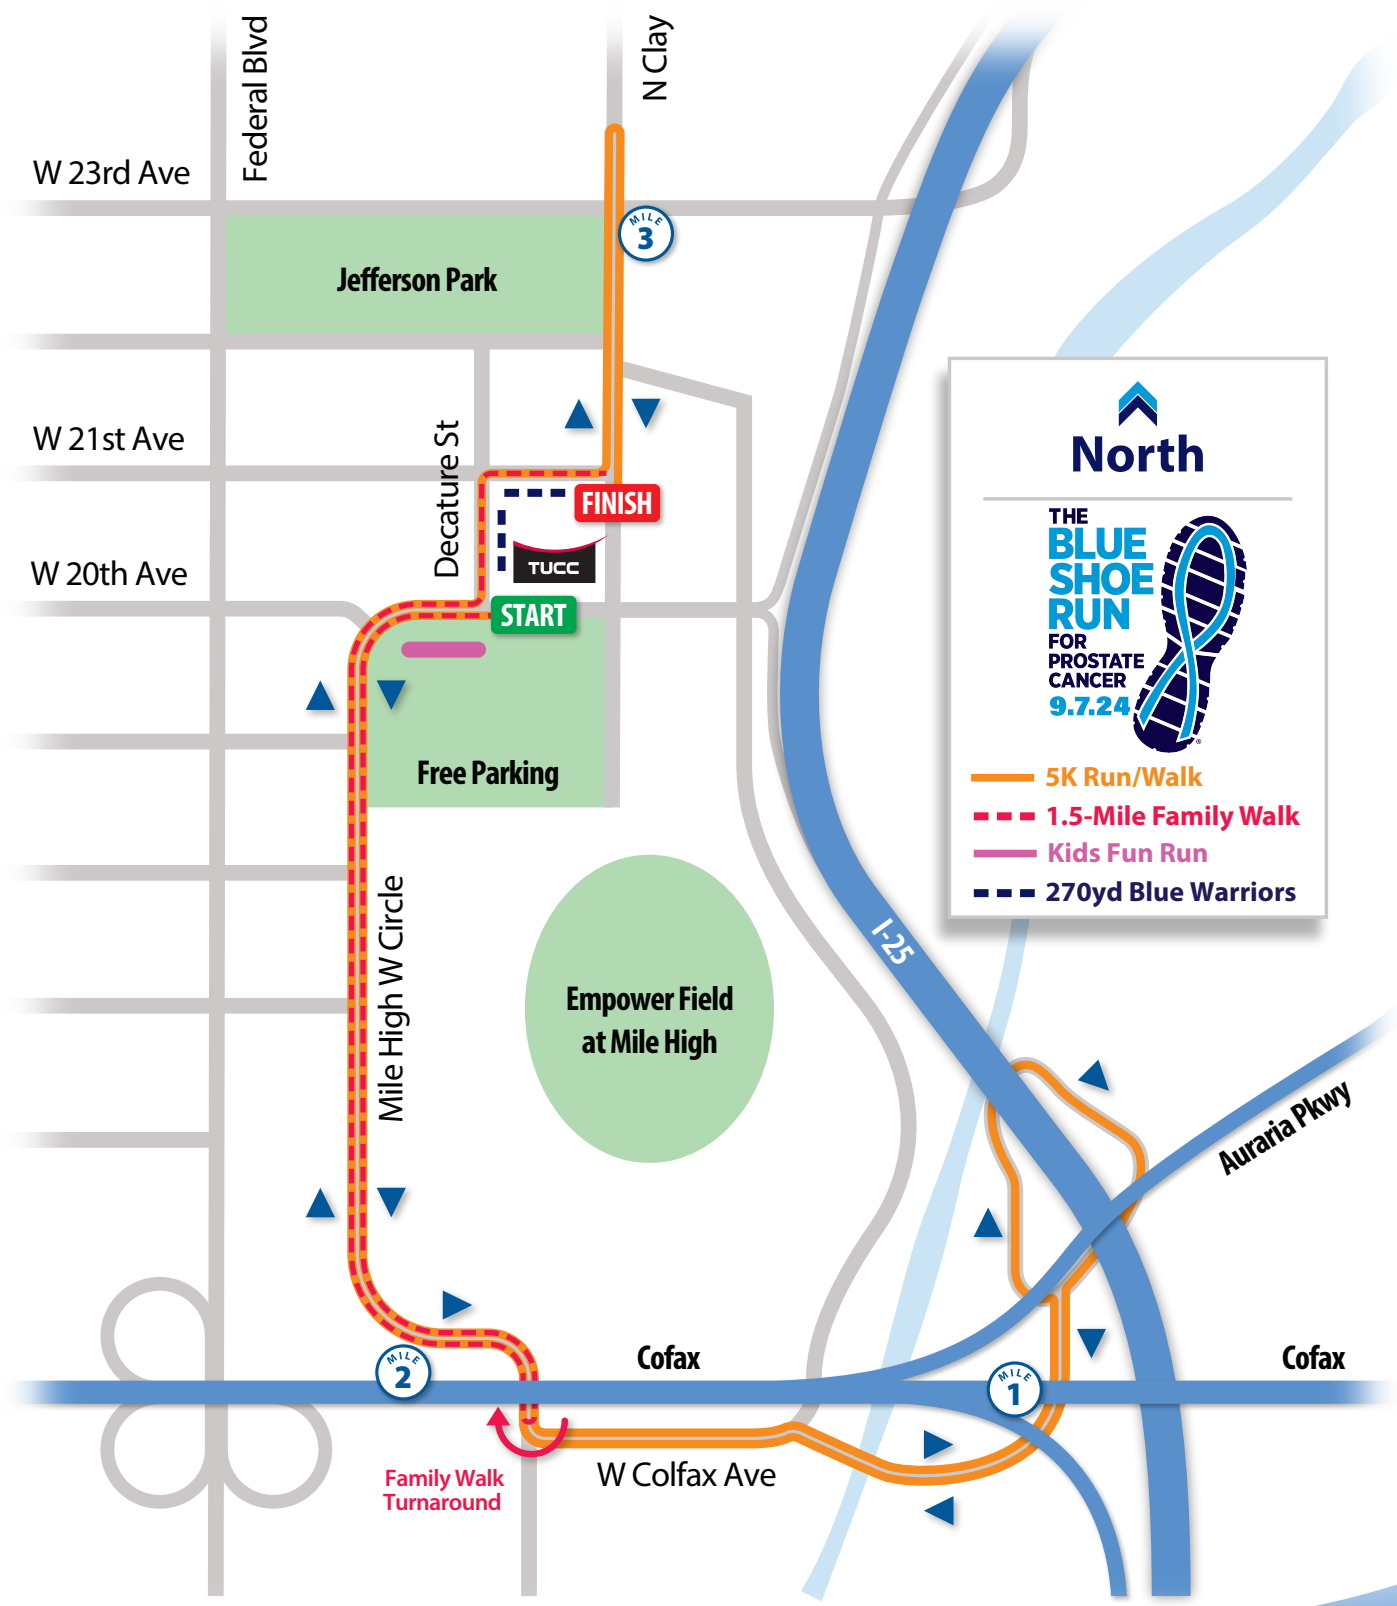 Federal Blvd
N Clay
W 23rd Ave
MILE
3
Jefferson Park
W 21st Ave
Decature St
FINISH
TUCC
W 20th Ave
START
Free Parking
Mile High W Circle
Empower Field
at Mile High
I-25
North
THE
BLUE
SHOE
RUN
FOR
PROSTATE
CANCER
9.7.24
®
5K Run/Walk
1.5-Mile Family Walk
Kids Fun Run
270yd Blue Warriors
Auraria Pkwy
Cofax
Cofax
MILE
2
MILE
1
Family Walk
Turnaround
W Colfax Ave